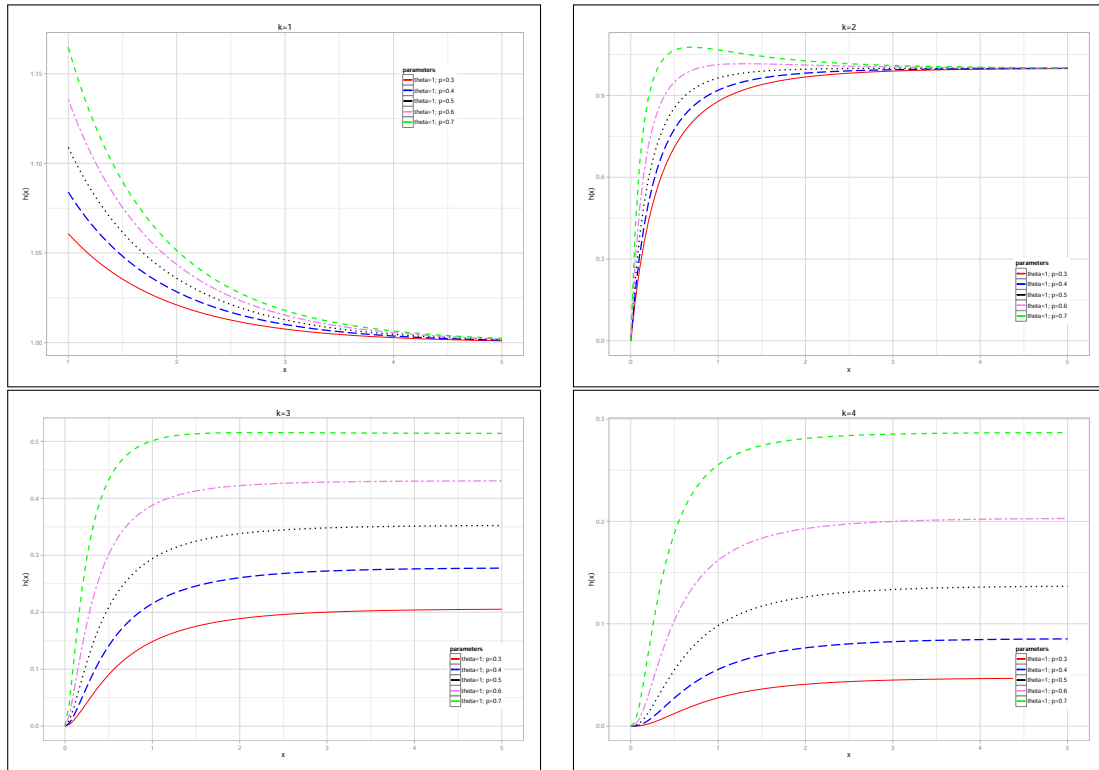 k=1
1.15
1.10
1.05
1.00
h(x)
parameters
theta=1; p=0.3
theta=1; p=0.4
theta=1; p=0.5
theta=1; p=0.6
theta=1; p=0.7
1 2 3 4 5
x
k=2
0.9
0.6
0.3
0.0
h(x)
parameters
theta=1; p=0.3
theta=1; p=0.4
theta=1; p=0.5
theta=1; p=0.6
theta=1; p=0.7
0 1 2 3 4 5
x
k=3
0.5
0.4
0.3
0.2
0.1
0.0
h(x)
parameters
theta=1; p=0.3
theta=1; p=0.4
theta=1; p=0.5
theta=1; p=0.6
theta=1; p=0.7
0 1 2 3 4 5
x
k=4
0.3
0.2
0.1
0.0
h(x)
parameters
theta=1; p=0.3
theta=1; p=0.4
theta=1; p=0.5
theta=1; p=0.6
theta=1; p=0.7
0 1 2 3 4 5
x